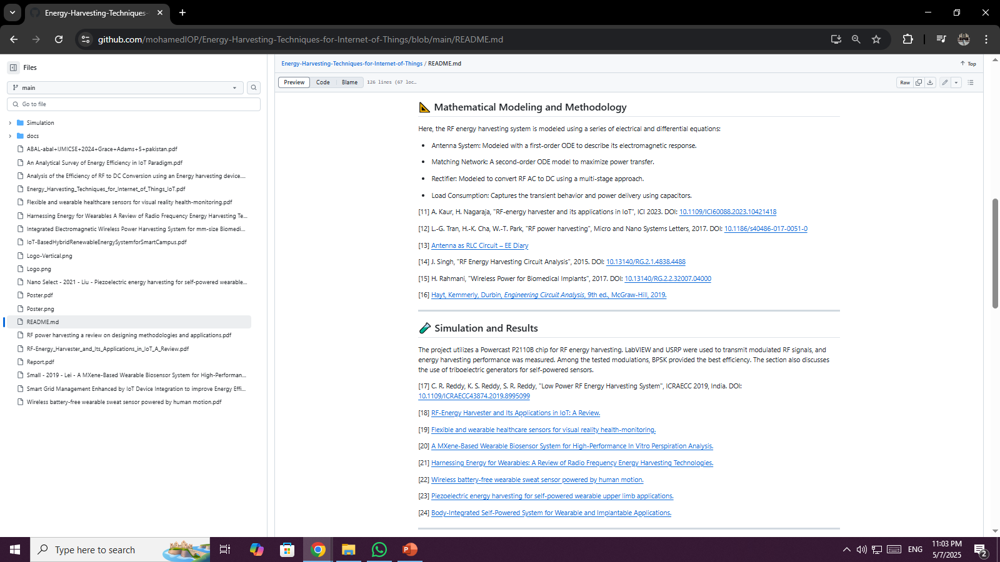 Energy-Harvesting-Techniques-
github.com/mohamedIOP/Energy-Harvesting-Techniques-for-Internet-of-Things/blob/main/README.md
Files
main
Go to file
Simulation
docs
ABAL-abal+IJMICSE+2024+Grace+Adams+5+pakistan.pdf
An Analytical Survey of Energy Efficiency in IoT Paradigm.pdf
Analysis of the Efficiency of RF to DC Conversion using an Energy harvesting device....
Energy_Harvesting_Techniques_for_Internet_of_Things_IoT.pdf
Flexible and wearable healthcare sensors for visual reality health-monitoring.pdf
Harnessing Energy for Wearables A Review of Radio Frequency Energy Harvesting Te...
Integrated Electromagnetic Wireless Power Harvesting System for mm-size Biomedi...
IoT-BasedHybridRenewableEnergySystemforSmartCampus.pdf
Logo-Vertical.png
Logo.png
Nano Select - 2021 - Liu - Piezoelectric energy harvesting for self-powered wearable...
Poster.pdf
Poster.png
README.md
RF power harvesting a review on designing methodologies and applications.pdf
RF-Energy_Harvester_and_Its_Applications_in_IoT_A_Review.pdf
Report.pdf
Small - 2019 - Lei - A MXene-Based Wearable Biosensor System for High-Performan...
Smart Grid Management Enhanced by IoT Device Integration to improve Energy Effi...
Wireless battery-free wearable sweat sensor powered by human motion.pdf
Energy-Harvesting-Techniques-for-Internet-of-Things / README.md
Top
Preview Code Blame 126 lines (67 loc...
Raw
Mathematical Modeling and Methodology
Here, the RF energy harvesting system is modeled using a series of electrical and differential equations:
• Antenna System: Modeled with a first-order ODE to describe its electromagnetic response.
• Matching Network: A second-order ODE model to maximize power transfer.
• Rectifier: Modeled to convert RF AC to DC using a multi-stage approach.
• Load Consumption: Captures the transient behavior and power delivery using capacitors.
[11] A. Kaur, H. Nagaraja, "RF-energy harvester and its applications in IoT", ICI 2023. DOI: 10.1109/ICI60088.2023.10421418
[12] L.-G. Tran, H.-K. Cha, W.-T. Park, "RF power harvesting", Micro and Nano Systems Letters, 2017. DOI: 10.1186/s40486-017-0051-0
[13] Antenna as RLC Circuit – EE Diary
[14] J. Singh, "RF Energy Harvesting Circuit Analysis", 2015. DOI: 10.13140/RG.2.1.4838.4488
[15] H. Rahmani, "Wireless Power for Biomedical Implants", 2017. DOI: 10.13140/RG.2.2.32007.04000
[16] Hayt, Kemmerly, Durbin, Engineering Circuit Analysis, 9th ed., McGraw-Hill, 2019.
Simulation and Results
The project utilizes a Powercast P2110B chip for RF energy harvesting. LabVIEW and USRP were used to transmit modulated RF signals, and
energy harvesting performance was measured. Among the tested modulations, BPSK provided the best efficiency. The section also discusses
the use of triboelectric generators for self-powered sensors.
[17] C. R. Reddy, K. S. Reddy, S. R. Reddy, "Low Power RF Energy Harvesting System", ICRAECC 2019, India. DOI:
10.1109/ICRAECC43874.2019.8995099
[18] RF-Energy Harvester and Its Applications in IoT: A Review.
[19] Flexible and wearable healthcare sensors for visual reality health-monitoring.
[20] A MXene-Based Wearable Biosensor System for High-Performance In Vitro Perspiration Analysis.
[21] Harnessing Energy for Wearables: A Review of Radio Frequency Energy Harvesting Technologies.
[22] Wireless battery-free wearable sweat sensor powered by human motion.
[23] Piezoelectric energy harvesting for self-powered wearable upper limb applications.
[24] Body-Integrated Self-Powered System for Wearable and Implantable Applications.
Type here to search
ENG
11:03 PM
5/7/2025
2